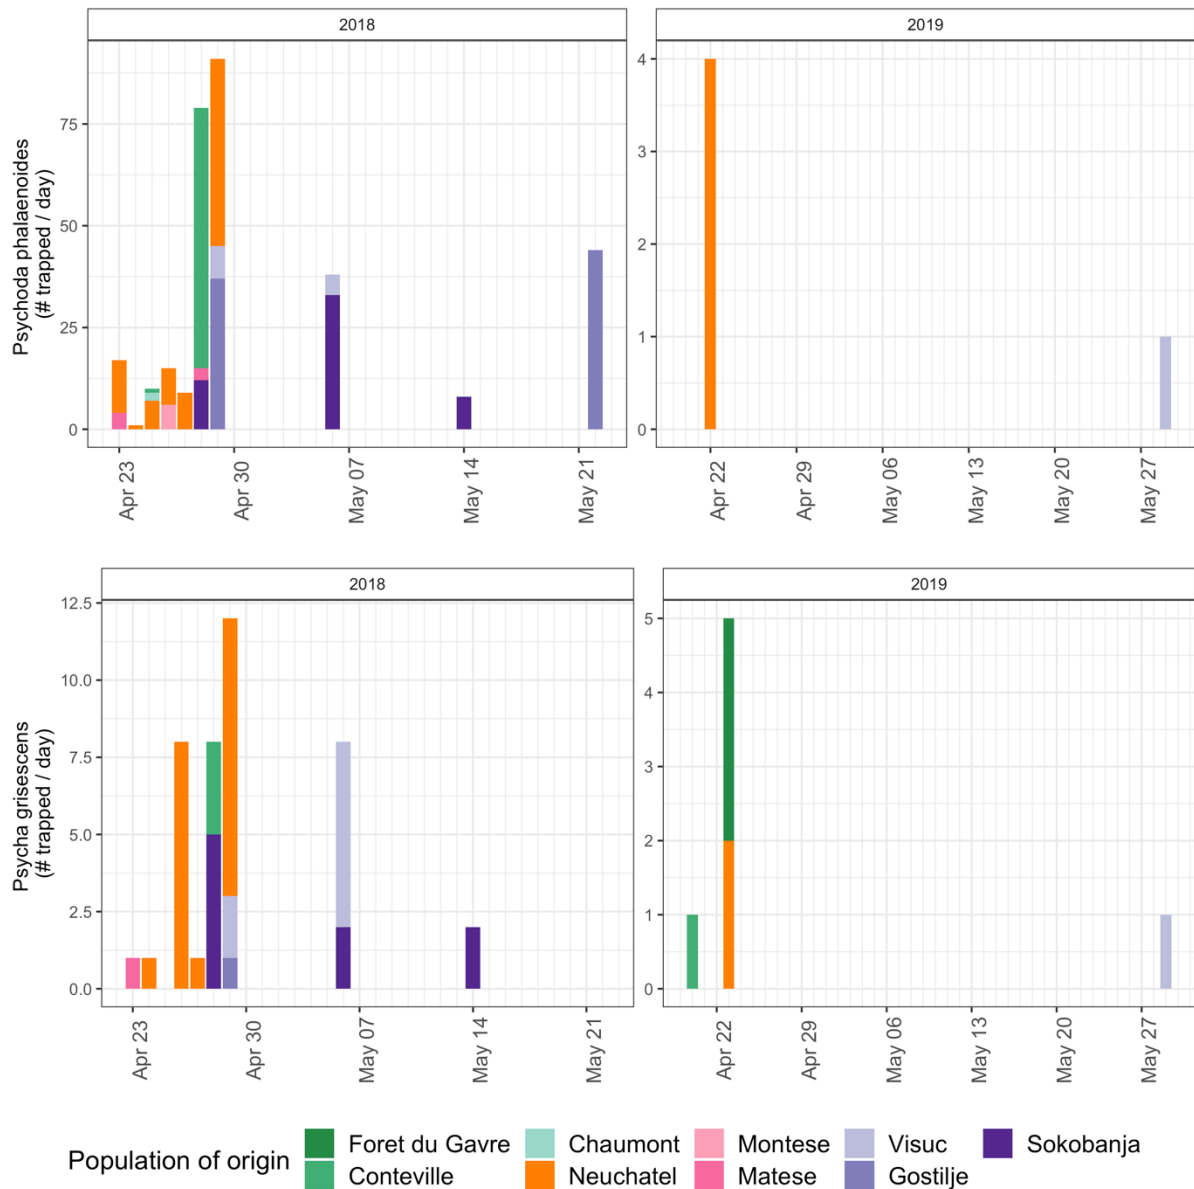 2018
2019
Psychoda phalaenoides
(# trapped / day)
75
50
25
0
4
3
2
1
0
Apr 23
Apr 30
May 07
May 14
May 21
Apr 22
Apr 29
May 06
May 13
May 20
May 27
2018
2019
Psycha grisescens
(# trapped / day)
12.5
10.0
7.5
5.0
2.5
0.0
5
4
3
2
1
0
Apr 23
Apr 30
May 07
May 14
May 21
Apr 22
Apr 29
May 06
May 13
May 20
May 27
Population of origin
Foret du Gavre
Chaumont
Montese
Visuc
Sokobanja
Conteville
Neuchatel
Matese
Gostilje